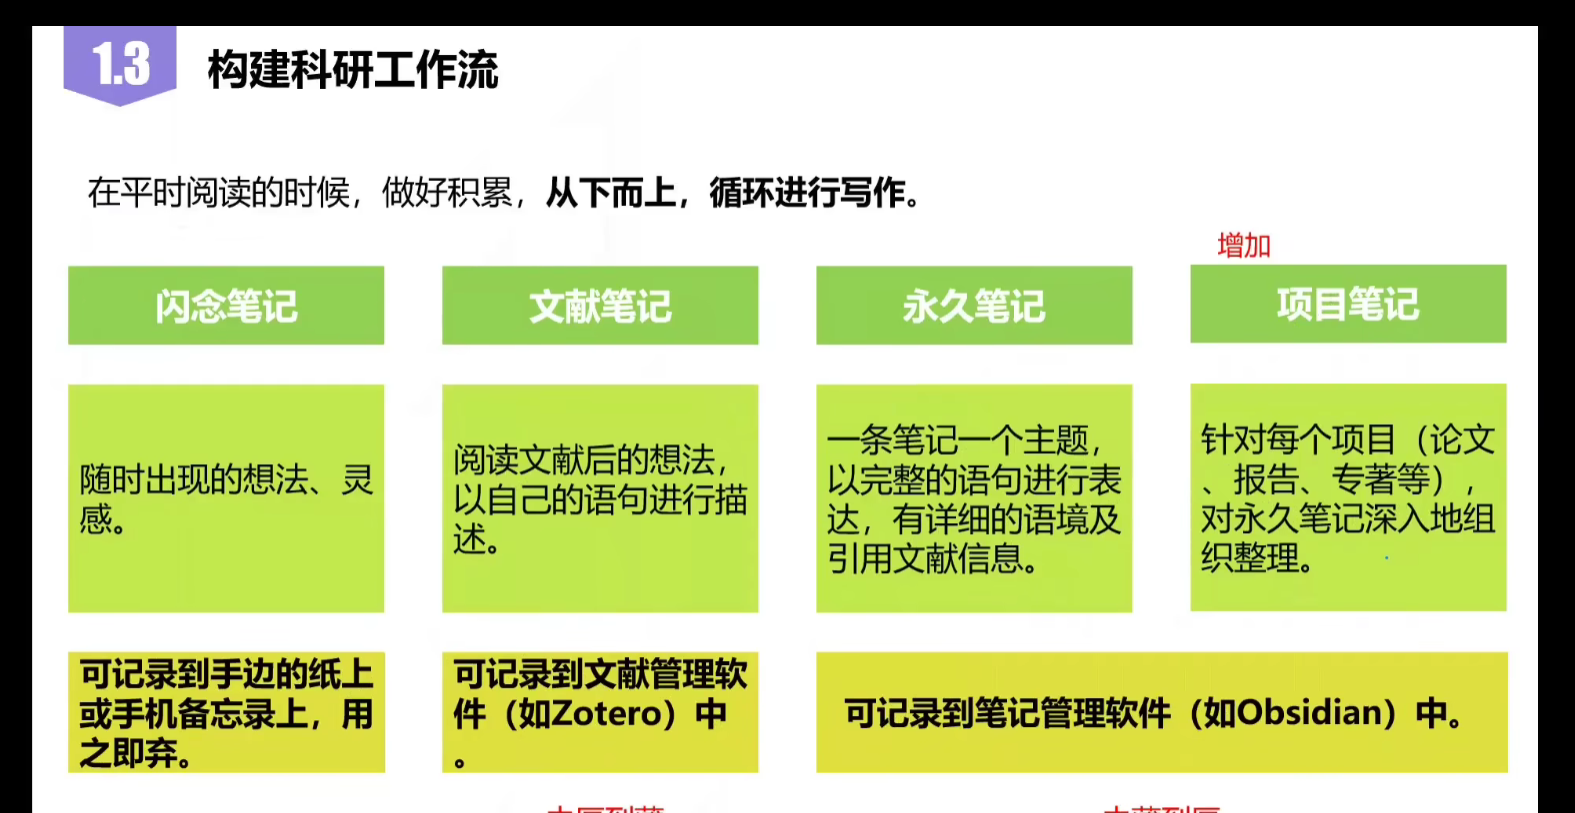 1.3
构建科研工作流
在平时阅读的时候，做好积累，从下而上，循环进行写作。
增加
闪念笔记
文献笔记
永久笔记
项目笔记
随时出现的想法、灵
感。
阅读文献后的想法，
以自己的语句进行描
述。
一条笔记一个主题，
以完整的语句进行表
达，有详细的语境及
引用文献信息。
针对每个项目（论文
、报告、专著等），
对永久笔记深入地组
织整理。
可记录到手边的纸上
或手机备忘录上，用
之即弃。
可记录到文献管理软
件（如Zotero）中
。
可记录到笔记管理软件（如Obsidian）中。